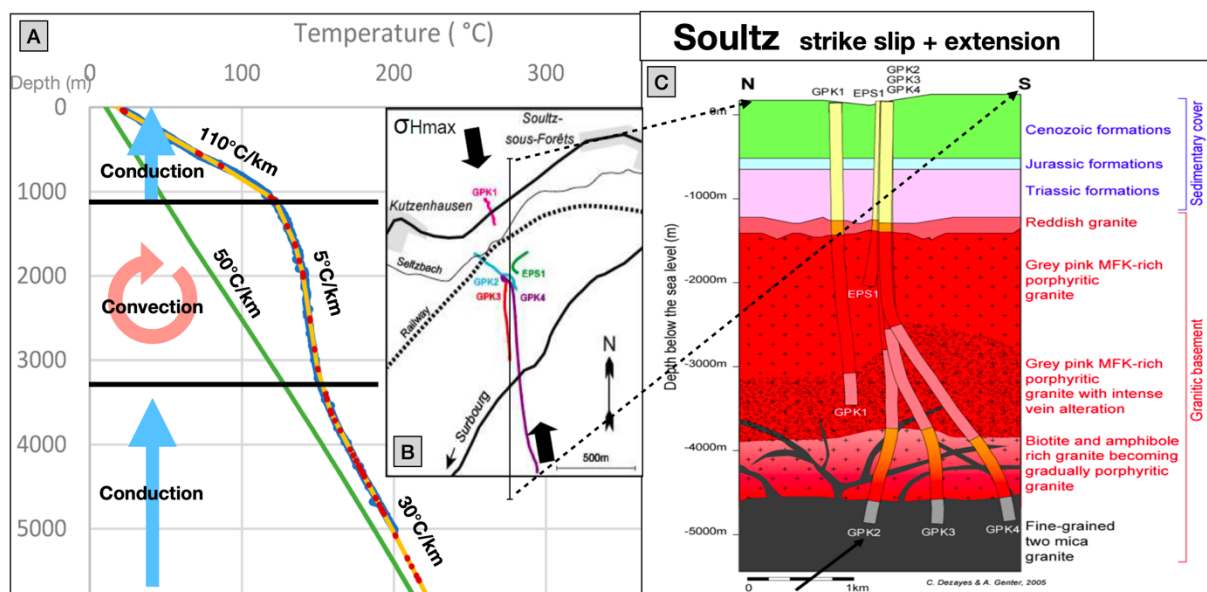 Soultz strike slip + extension
A
Temperature ( °C)
Depth (m)
0
100
200
300
0
1000
2000
3000
4000
5000
110°C/km
Conduction
50°C/km
5°C/km
Convection
Conduction
30°C/km
σHmax
Soultz-
sous-Forêts
GPK1
Kutzenhausen
Seltzbach
EPS1
GPK2
GPK3
GPK4
Railway
N
Surbourg
B
500m
C
N
S
GPK2
GPK3
GPK1 EPS1 GPK4
0m
-1000m
-2000m
-3000m
-4000m
-5000m
Depth below the sea level (m)
EPS1
GPK1
GPK2
GPK3
GPK4
Cenozoic formations
Jurassic formations
Triassic formations
Sedimentary cover
Reddish granite
Grey pink MFK-rich
porphyritic
granite
Grey pink MFK-rich
porphyritic
granite with intense
vein alteration
Biotite and amphibole
rich granite becoming
gradually porphyritic
granite
Fine-grained
two mica
granite
Granitic basement
0 1km
C. Dezayes & A. Genter, 2005